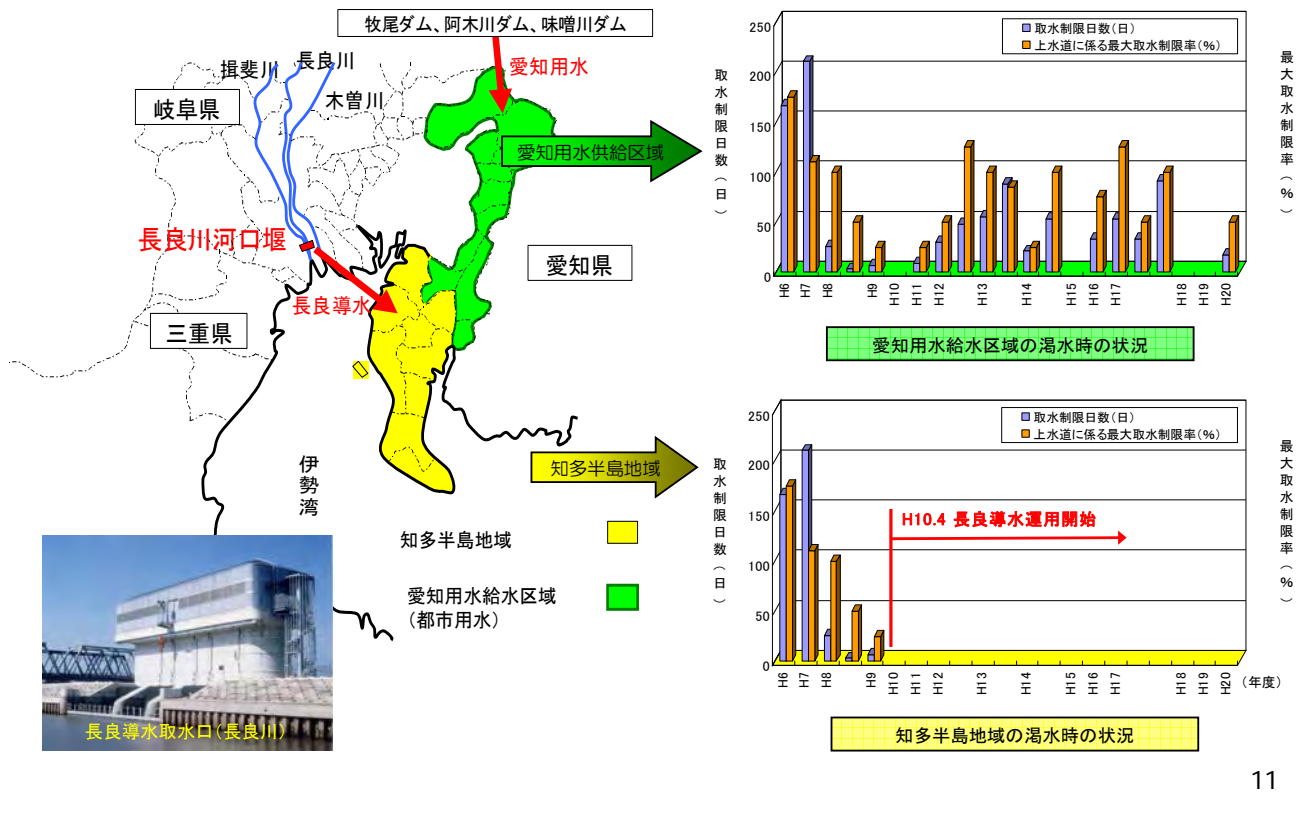 牧尾ダム、阿木川ダム、味噌川ダム
愛知用水
揖斐川
長良川
木曽川
岐阜県
愛知用水供給区域
長良川河口堰
愛知県
長良導水
三重県
伊勢湾
知多半島地域
知多半島地域
愛知用水給水区域
(都市用水)
長良導水取水口(長良川)
取水制限日数(日)
上水道に係る最大取水制限率(%)
取水制限日数(日)
最大取水制限率(%)
250
200
150
100
50
0
H6 H7 H8 H9 H10 H11 H12 H13 H14 H15 H16 H17 H18 H19 H20
愛知用水給水区域の渇水時の状況
取水制限日数(日)
上水道に係る最大取水制限率(%)
取水制限日数(日)
最大取水制限率(%)
250
200
150
100
50
0
H10.4 長良導水運用開始
H6 H7 H8 H9 H10 H11 H12 H13 H14 H15 H16 H17 H18 H19 H20 (年度)
知多半島地域の渇水時の状況
11